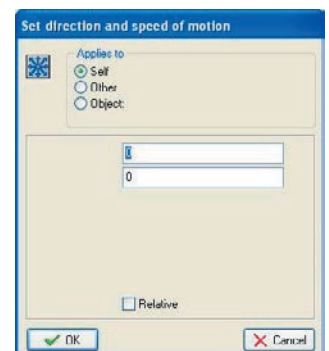 Set direction and speed of motion
Applies to
Self
Other
Object:
0
0
Relative
OK
Cancel